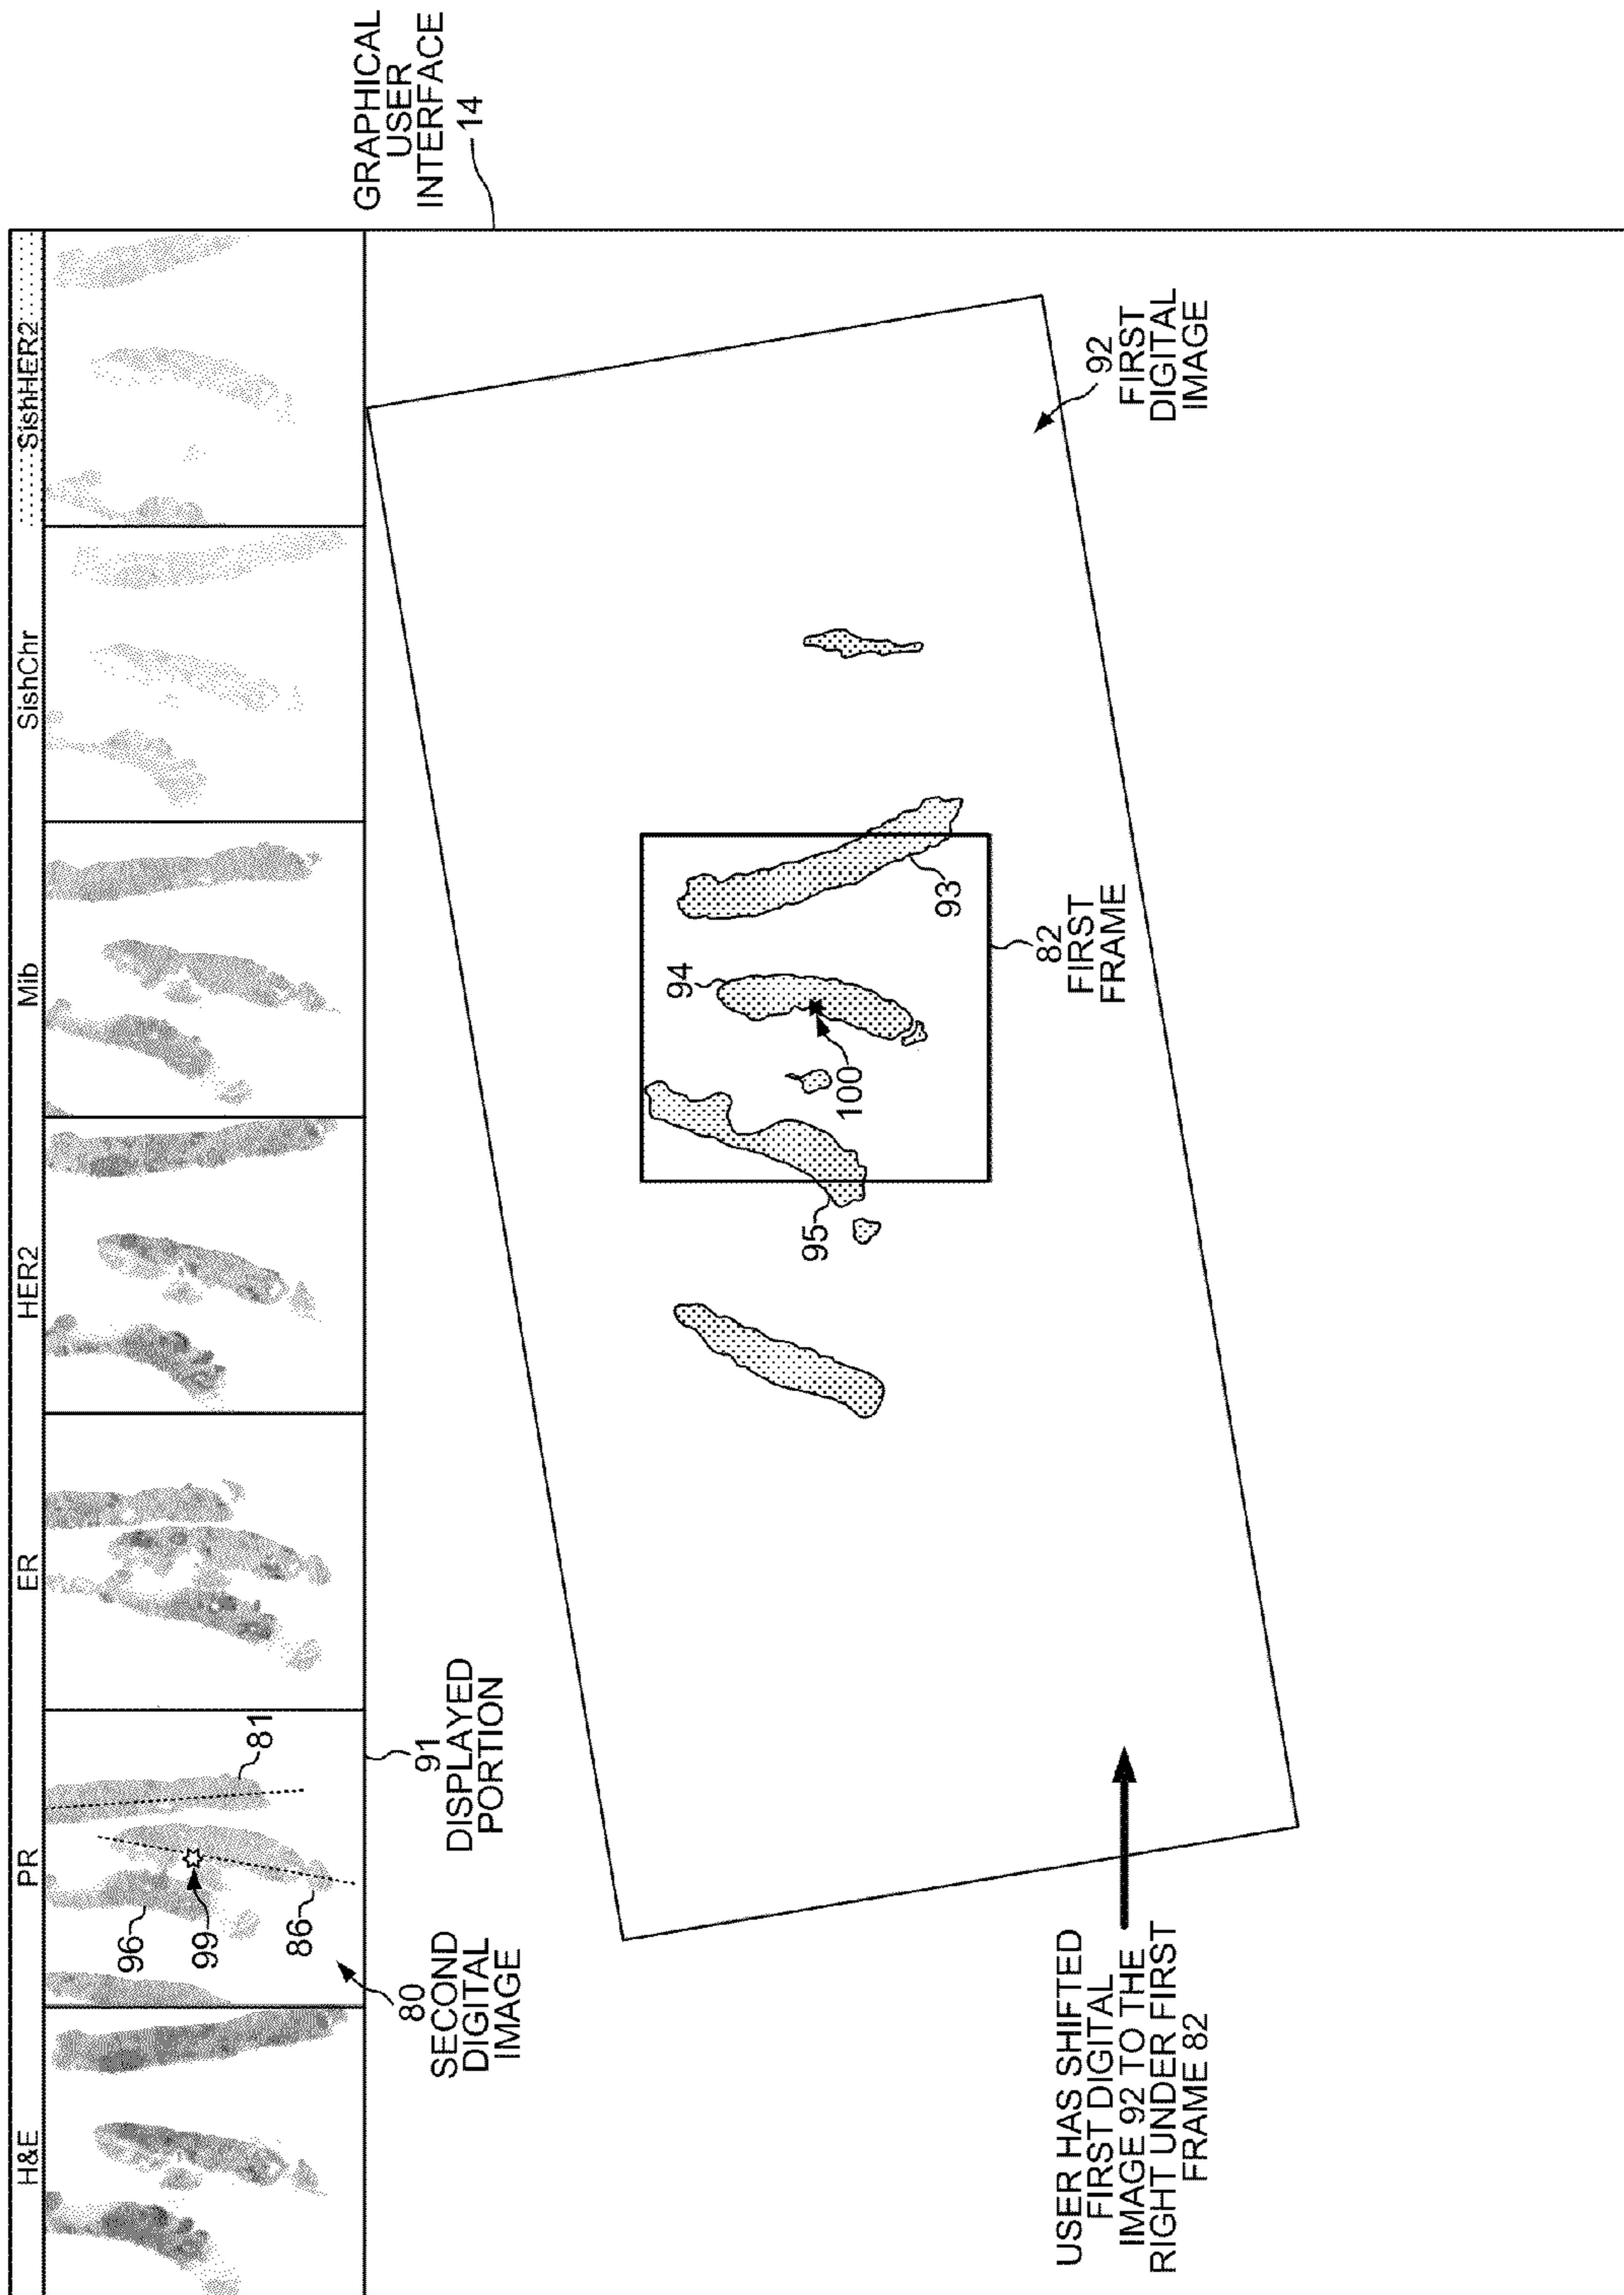 H&E
PR
ER
HER2
Mib
SishChr
SishHER2
96
99
86
81
80
SECOND
DIGITAL
IMAGE
91
DISPLAYED
PORTION
GRAPHICAL
USER
INTERFACE
14
95
94
100
93
82
FIRST
FRAME
92
FIRST
DIGITAL
IMAGE
USER HAS SHIFTED
FIRST DIGITAL
IMAGE 92 TO THE
RIGHT UNDER FIRST
FRAME 82